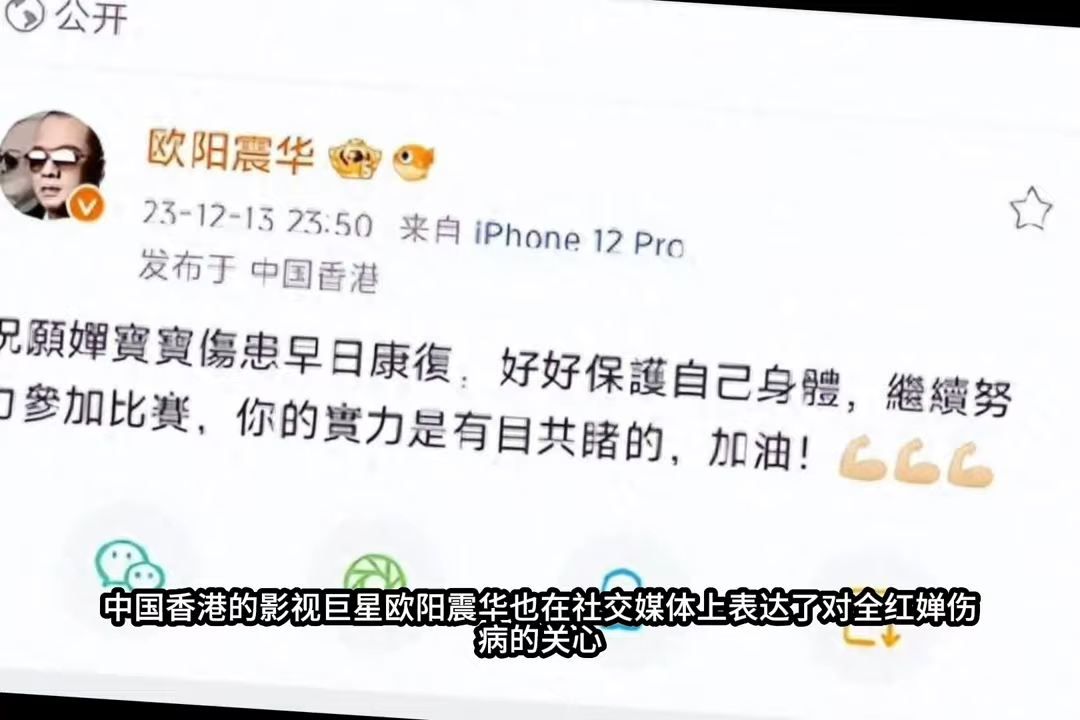 公开
欧阳震华
23-12-13 23:50 来自 iPhone 12 Pro
发布于 中国香港
祝願嬋寶寶傷患早日康復，好好保護自己身體，繼續努
力參加比賽，你的實力是有目共睹的，加油！
中国香港的影视巨星欧阳震华也在社交媒体上表达了对全红婵伤
病的关心